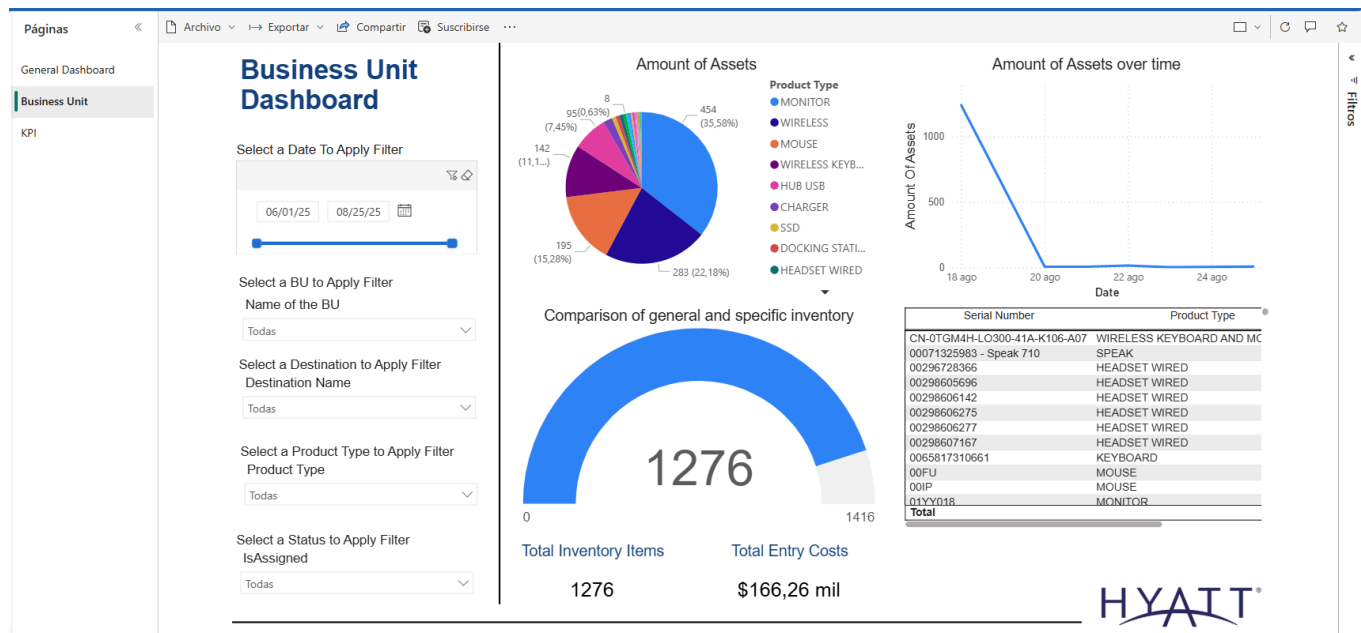 Páginas
General Dashboard
Business Unit
KPI
Archivo
Exportar
Compartir
Suscribirse
Filtros
Business Unit
Dashboard
Select a Date To Apply Filter
06/01/25
08/25/25
Select a BU to Apply Filter
Name of the BU
Todas
Select a Destination to Apply Filter
Destination Name
Todas
Select a Product Type to Apply Filter
Product Type
Todas
Select a Status to Apply Filter
IsAssigned
Todas
Amount of Assets
454
(35,58%)
283 (22,18%)
195
(15,28%)
142
(11,1...)
95
(7,45%)
8
(0,63%)
Product Type
MONITOR
WIRELESS
MOUSE
WIRELESS KEYB...
HUB USB
CHARGER
SSD
DOCKING STATI...
HEADSET WIRED
Amount of Assets over time
Amount Of Assets
1000
500
0
18 ago
20 ago
22 ago
24 ago
Date
Comparison of general and specific inventory
1276
0
1416
Total Inventory Items
1276
Total Entry Costs
$166,26 mil
Serial Number Product Type
CN-0TGM4H-LO300-41A-K106-A07 WIRELESS KEYBOARD AND MO
00071325983 - Speak 710 SPEAK
00296728366 HEADSET WIRED
00298605696 HEADSET WIRED
00298606142 HEADSET WIRED
00298606275 HEADSET WIRED
00298606277 HEADSET WIRED
00298607167 HEADSET WIRED
0065817310661 KEYBOARD
00FU MOUSE
00IP MOUSE
01YY018 MONITOR
Total
HYATT®